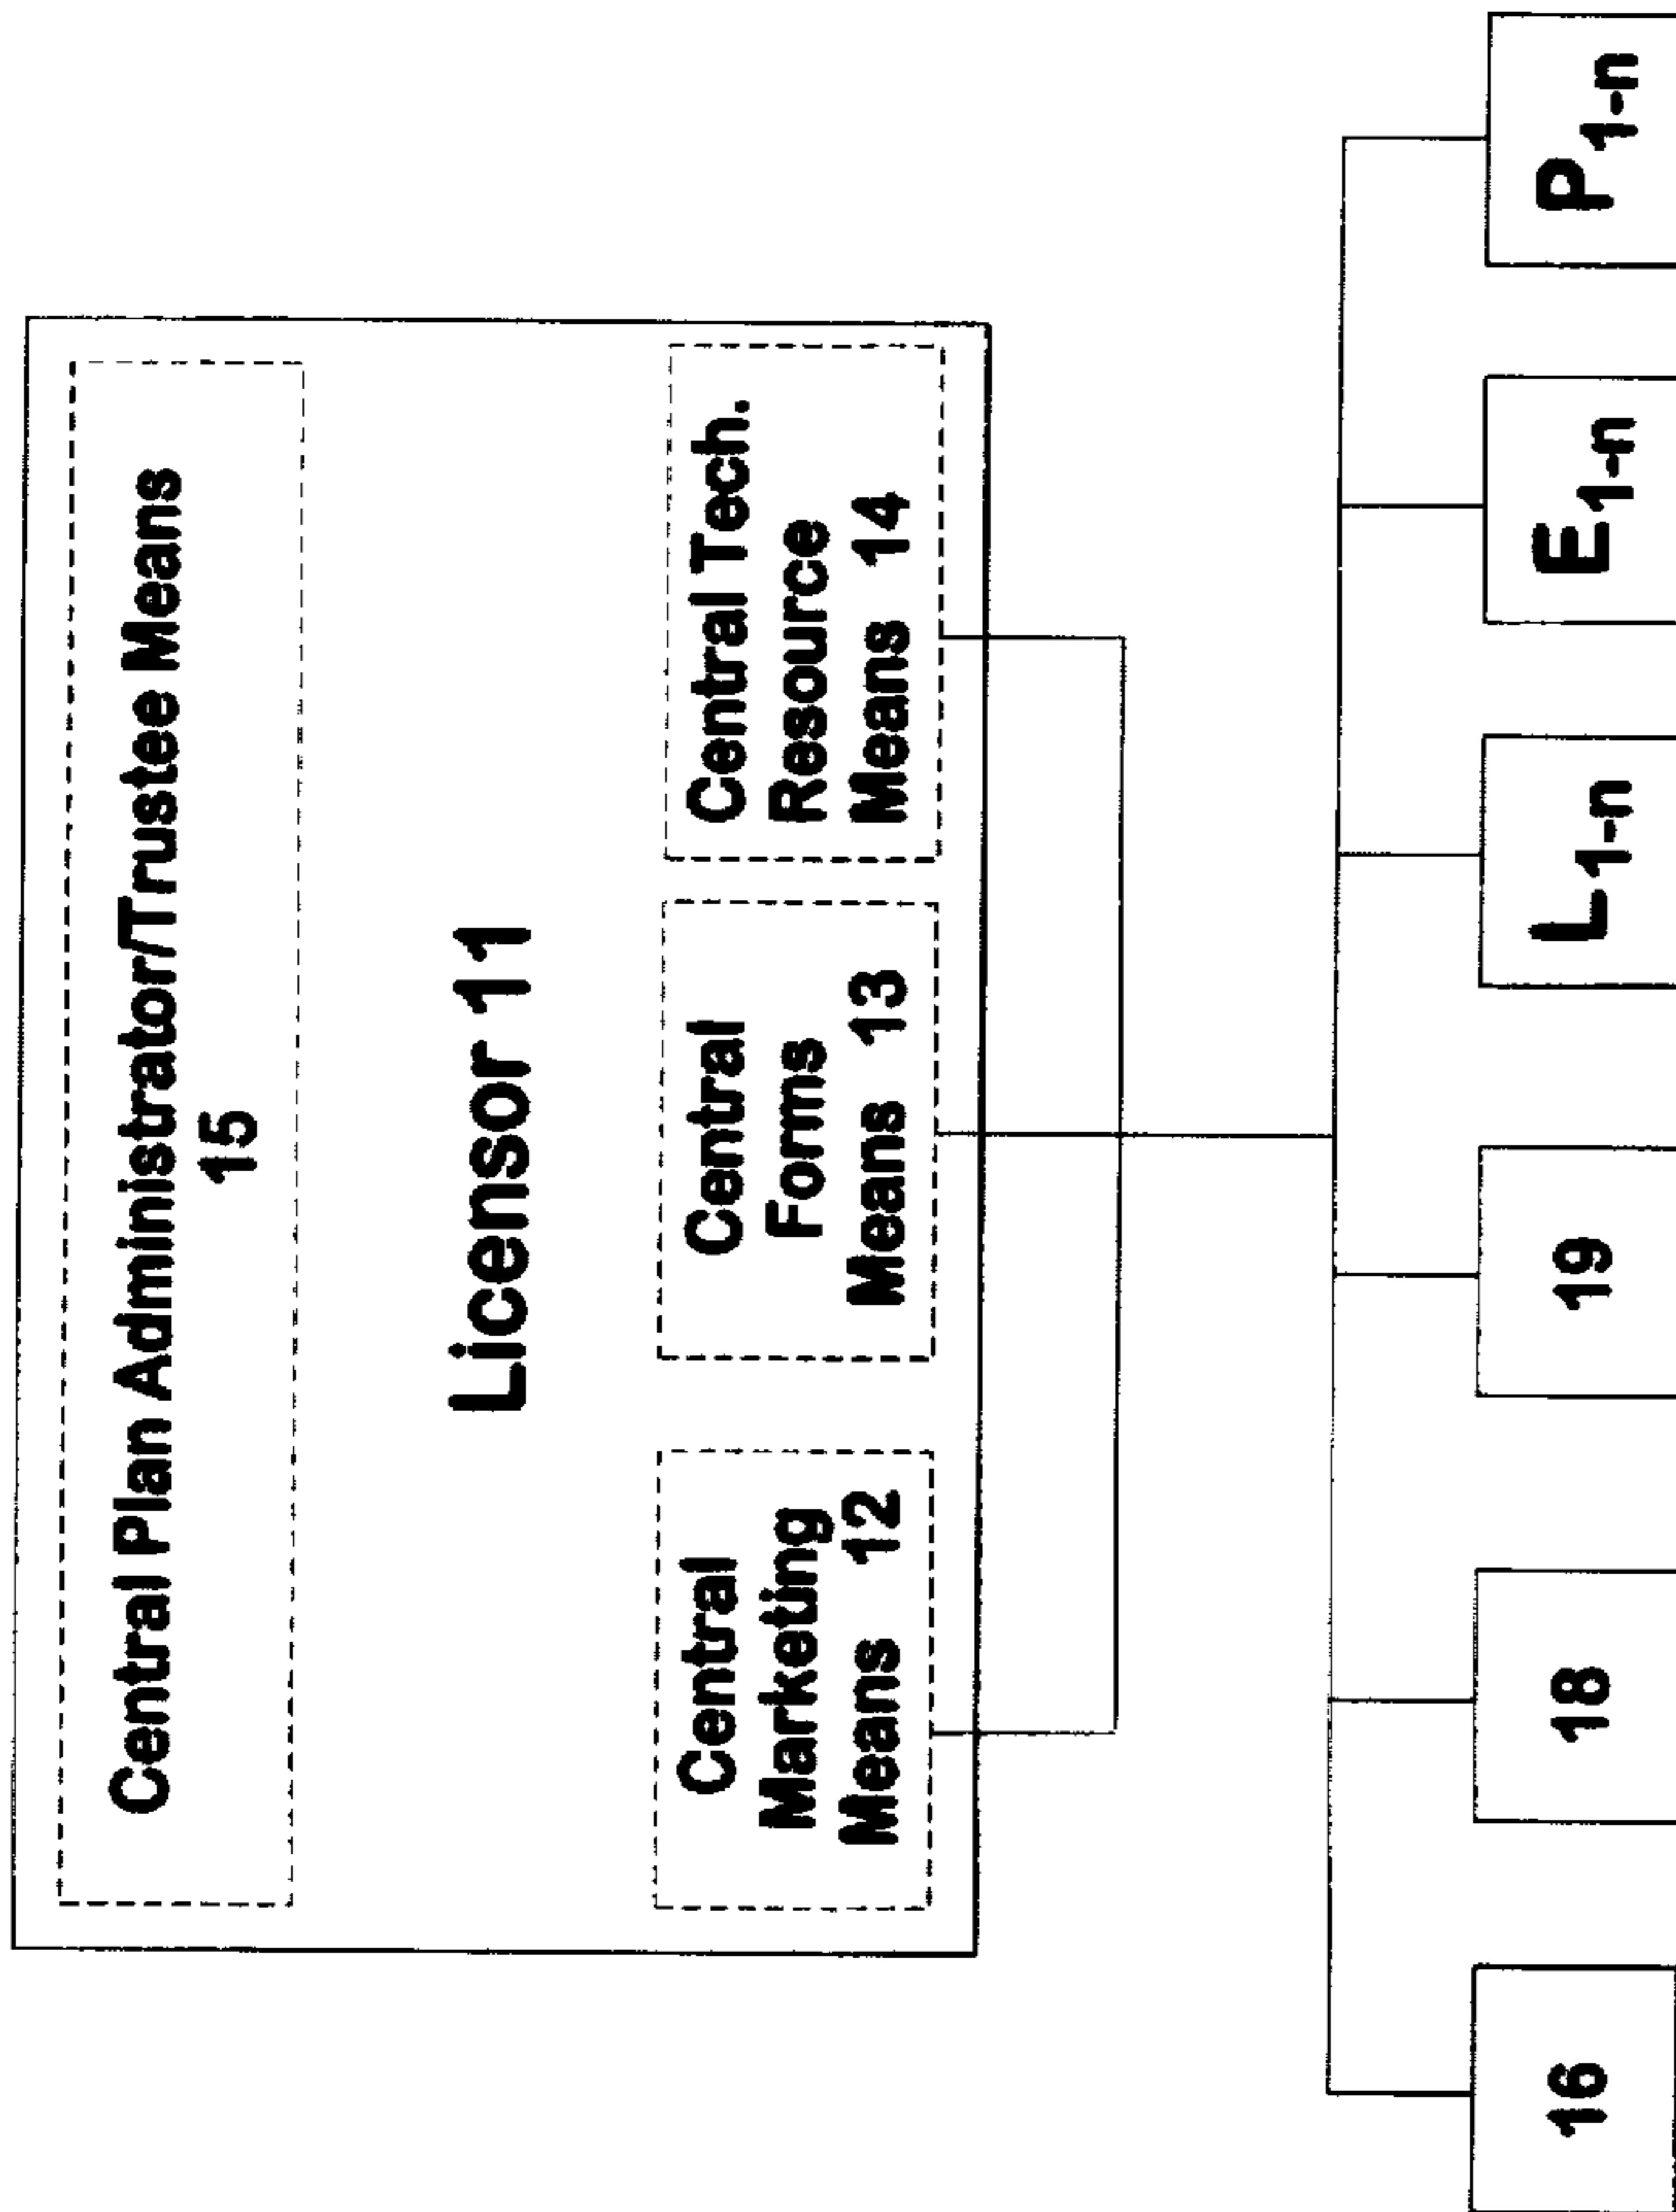 Central Plan Administrator/Trustee Means
15
Licensor 11
Central
Marketing
Means 12
Central
Forms
Means 13
Central Tech.
Resource
Means 14
16
18
19
L1-n
E1-n
P1-n